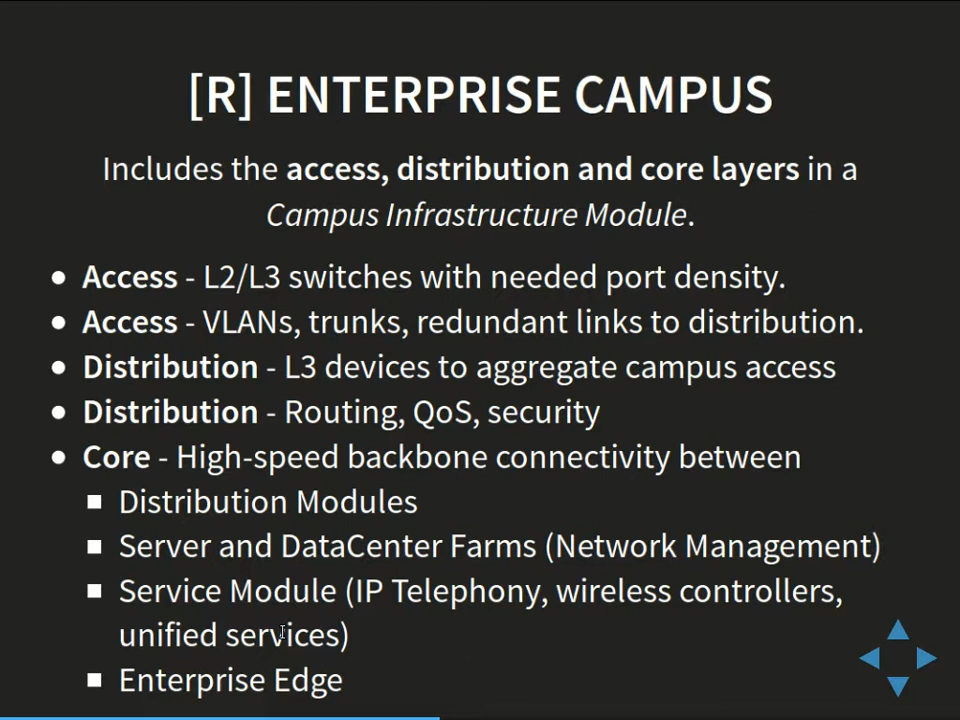 [R] ENTERPRISE CAMPUS
Includes the access, distribution and core layers in a
Campus Infrastructure Module.
Access - L2/L3 switches with needed port density.
Access - VLANs, trunks, redundant links to distribution.
Distribution - L3 devices to aggregate campus access
Distribution - Routing, QoS, security
Core - High-speed backbone connectivity between
Distribution Modules
Server and DataCenter Farms (Network Management)
Service Module (IP Telephony, wireless controllers,
unified services)
Enterprise Edge